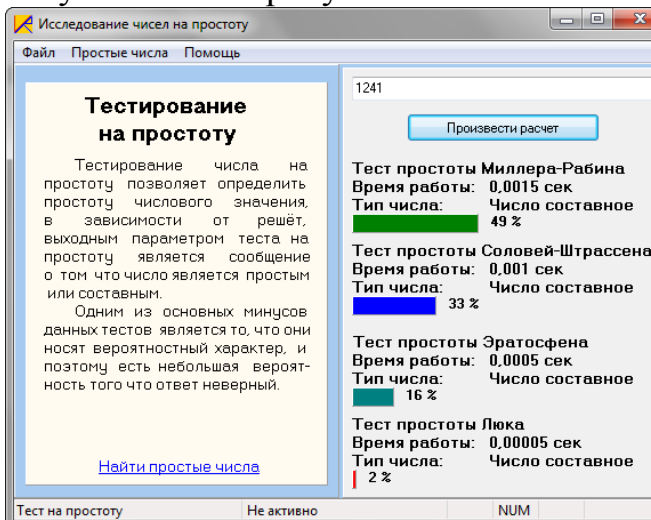 Исследование чисел на простоту
Файл Простые числа Помощь
Тестирование
на простоту
Тестирование числа на
простоту позволяет определить
простоту числового значения,
в зависимости от решёт,
выходным параметром теста на
простоту является сообщение
о том что число является простым
или составным.
Одним из основных минусов
данных тестов является то, что они
носят вероятностный характер, и
поэтому есть небольшая вероят-
ность того что ответ неверный.
Найти простые числа
1241
Произвести расчет
Тест простоты Миллера-Рабина
Время работы: 0,0015 сек
Тип числа: Число составное
49 %
Тест простоты Соловей-Штрассена
Время работы: 0,001 сек
Тип числа: Число составное
33 %
Тест простоты Эратосфена
Время работы: 0,0005 сек
Тип числа: Число составное
16 %
Тест простоты Люка
Время работы: 0,00005 сек
Тип числа: Число составное
2 %
Тест на простоту Не активно NUM